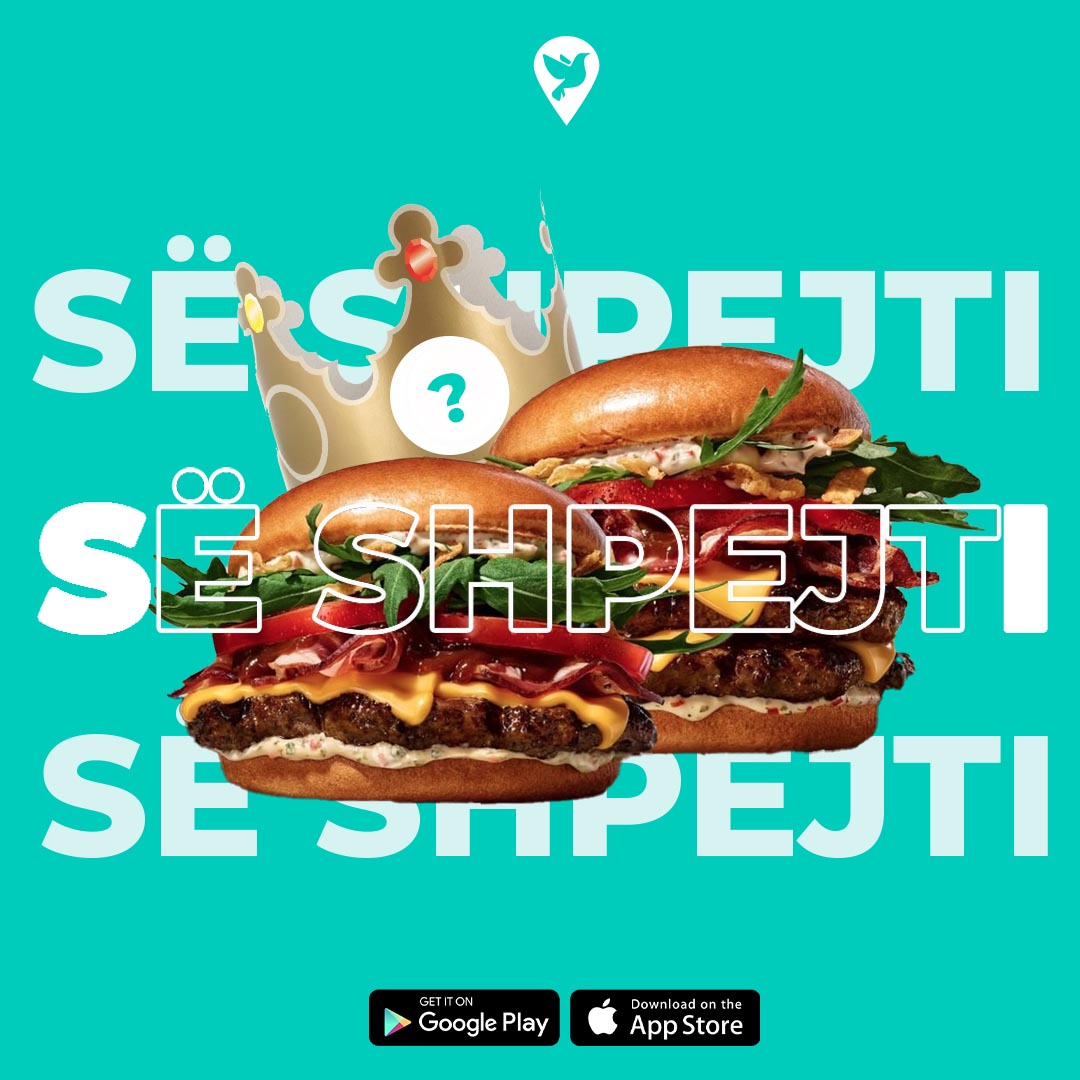 SË SHPEJTI
?
SË SHPEJTI
SË SHPEJTI
GET IT ON
Google Play
Download on the
App Store